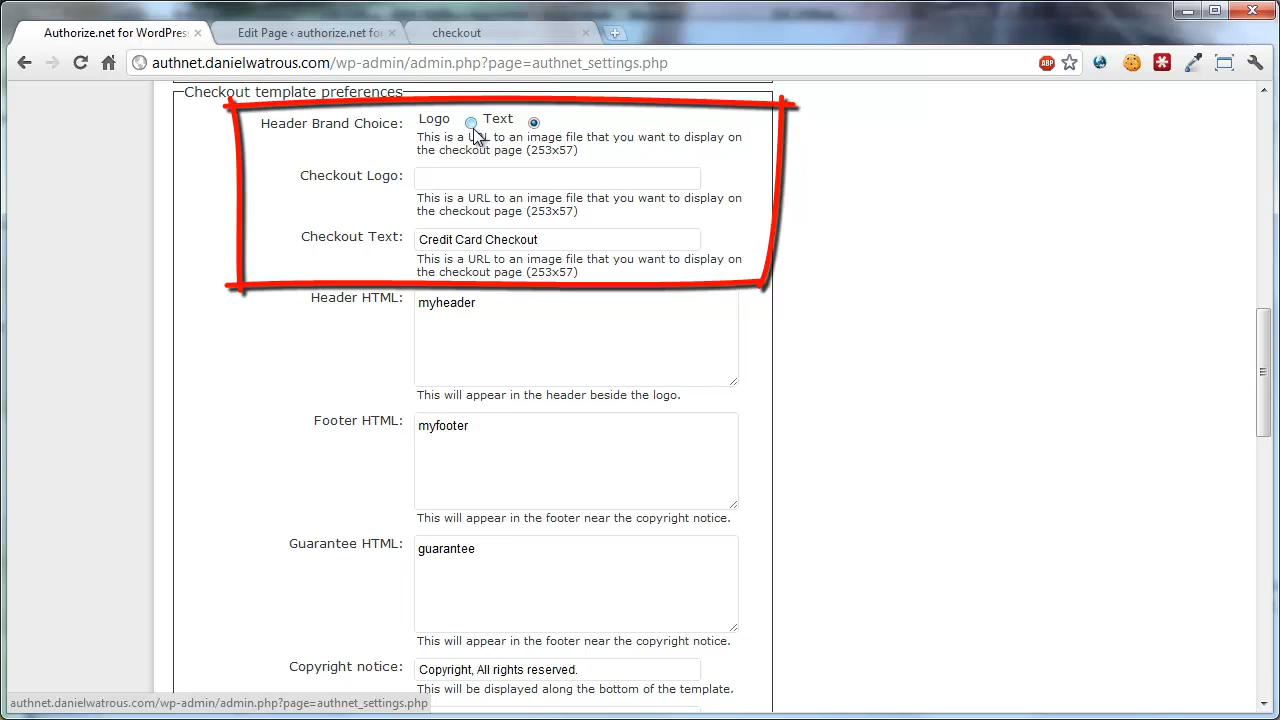 Authorize.net for WordPres
Edit Page ‹ authorize.net fo
checkout
authnet.danielwatrous.com/wp-admin/admin.php?page=authnet_settings.php
ABP
Checkout template preferences
Header Brand Choice:
Logo Text
This is a URL to an image file that you want to display on
the checkout page (253x57)
Checkout Logo:
This is a URL to an image file that you want to display on
the checkout page (253x57)
Checkout Text:
Credit Card Checkout
This is a URL to an image file that you want to display on
the checkout page (253x57)
Header HTML:
myheader
This will appear in the header beside the logo.
Footer HTML:
myfooter
This will appear in the footer near the copyright notice.
Guarantee HTML:
guarantee
This will appear in the footer near the copyright notice.
Copyright notice:
Copyright, All rights reserved.
This will be displayed along the bottom of the template.
authnet.danielwatrous.com/wp-admin/admin.php?page=authnet_settings.php